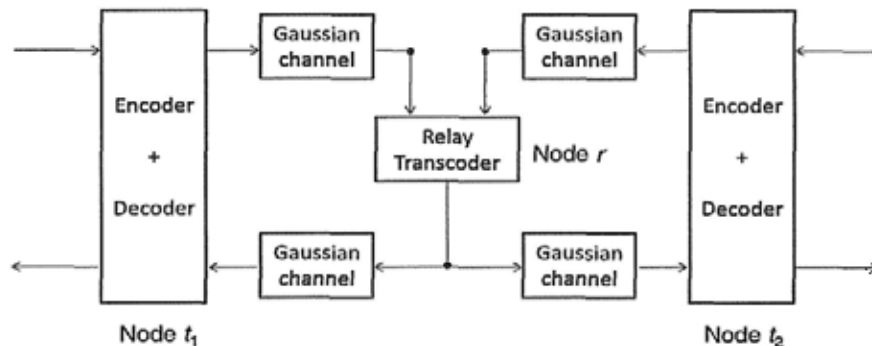 Gaussian
channel
Gaussian
channel
Encoder
+
Decoder
Relay
Transcoder
Node r
Encoder
+
Decoder
Gaussian
channel
Gaussian
channel
Node t₁
Node t₂